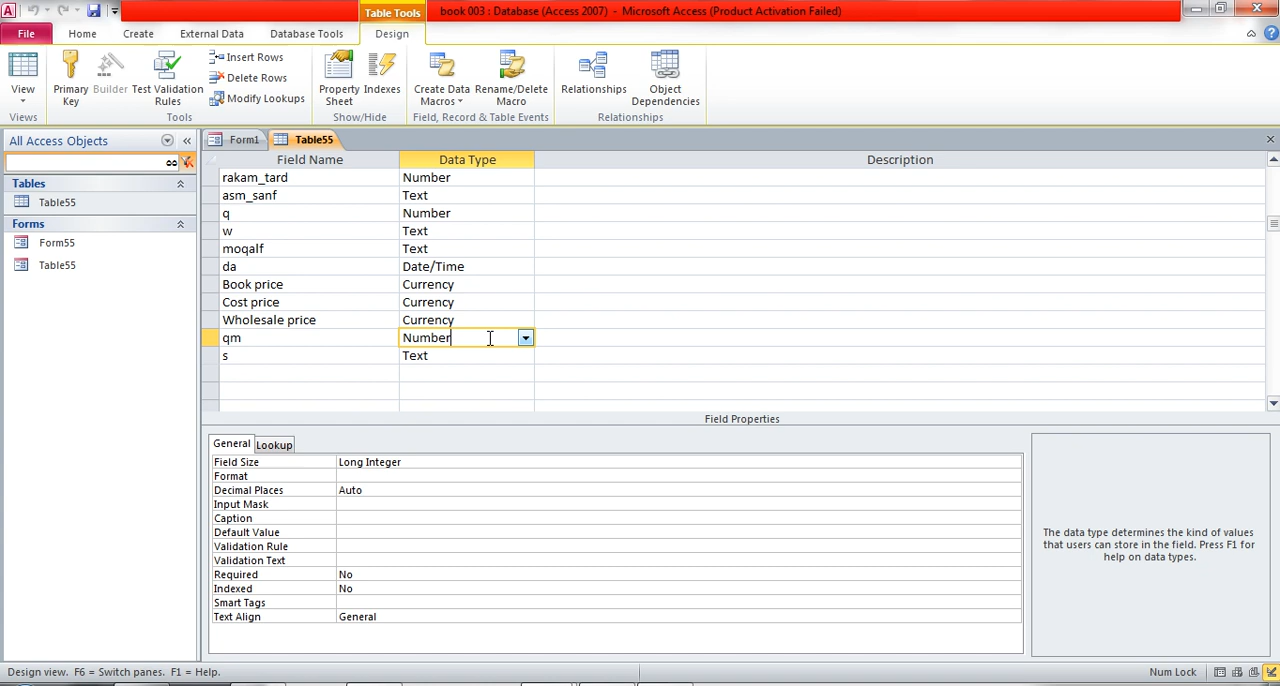 Table Tools
book 003 : Database (Access 2007) - Microsoft Access (Product Activation Failed)
File Home Create External Data Database Tools Design
View
Primary Key
Builder
Test Validation Rules
Insert Rows
Delete Rows
Modify Lookups
Property Sheet
Indexes
Create Data Macros
Rename/Delete Macro
Relationships
Object Dependencies
Views
Tools
Show/Hide
Field, Record & Table Events
Relationships
All Access Objects
Tables
Table55
Forms
Form55
Table55
Form1 Table55
Field Name Data Type Description
rakam_tard Number
asm_sanf Text
q Number
w Text
moqalf Text
da Date/Time
Book price Currency
Cost price Currency
Wholesale price Currency
qm Number
s Text
Field Properties
General Lookup
Field Size Long Integer
Format
Decimal Places Auto
Input Mask
Caption
Default Value
Validation Rule
Validation Text
Required No
Indexed No
Smart Tags
Text Align General
The data type determines the kind of values
that users can store in the field. Press F1 for
help on data types.
Design view. F6 = Switch panes. F1 = Help.
Num Lock